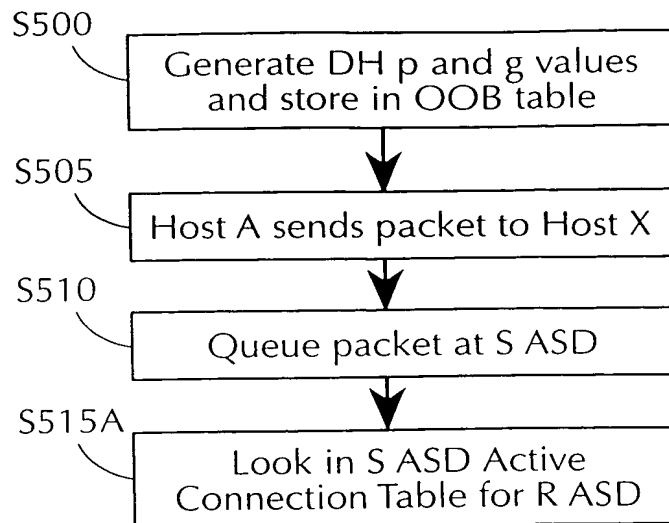 S500
Generate DH p and g values
and store in OOB table
S505
Host A sends packet to Host X
S510
Queue packet at S ASD
S515A
Look in S ASD Active
Connection Table for R ASD